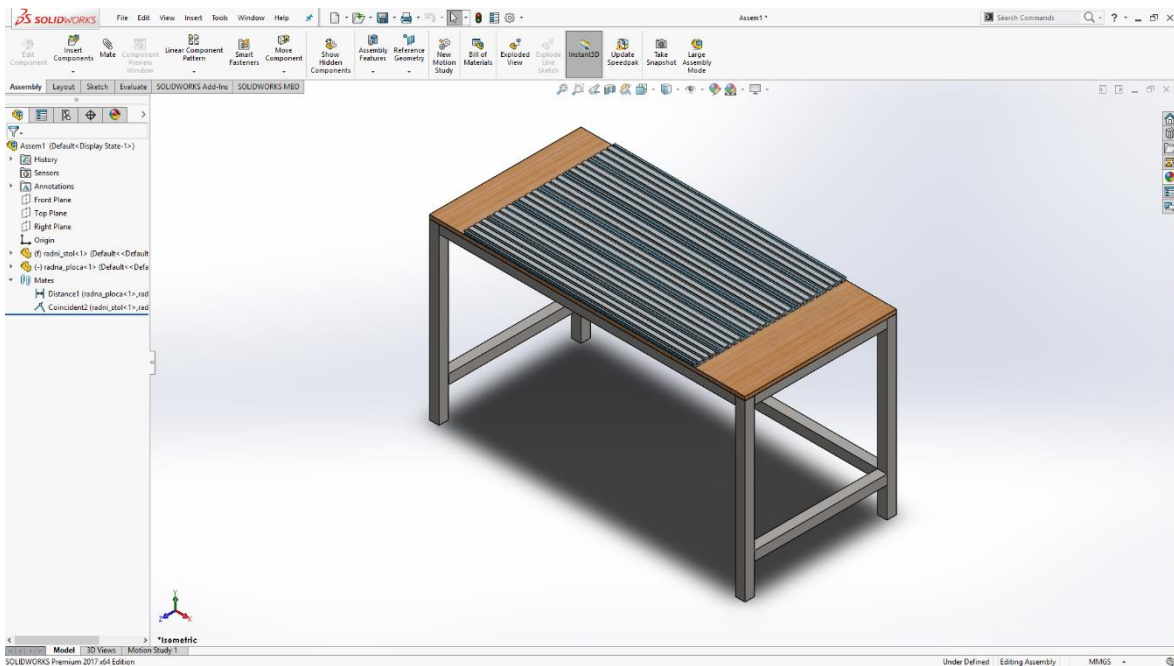 SOLIDWORKS File Edit View Insert Tools Window Help Assem1 * Search Commands
Edit Component
Insert Components
Mate
Component Preview Window
Linear Component Pattern
Smart Fasteners
Move Component
Show Hidden Components
Assembly Features
Reference Geometry
New Motion Study
Bill of Materials
Exploded View
Explode Line Sketch
Instant3D
Update Speedpak
Take Snapshot
Large Assembly Mode
Assembly Layout Sketch Evaluate SOLIDWORKS Add-Ins SOLIDWORKS MBD
Assem1 (Default<Display State-1>)
History
Sensors
Annotations
Front Plane
Top Plane
Right Plane
Origin
(f) radni_stol<1> (Default<<Default
(-) radna_ploca<1> (Default<<Defa
Mates
Distance1 (radna_ploca<1>,rad
Coincident2 (radni_stol<1>,rad
*Isometric
Model 3D Views Motion Study 1
SOLIDWORKS Premium 2017 x64 Edition Under Defined Editing Assembly MMGS